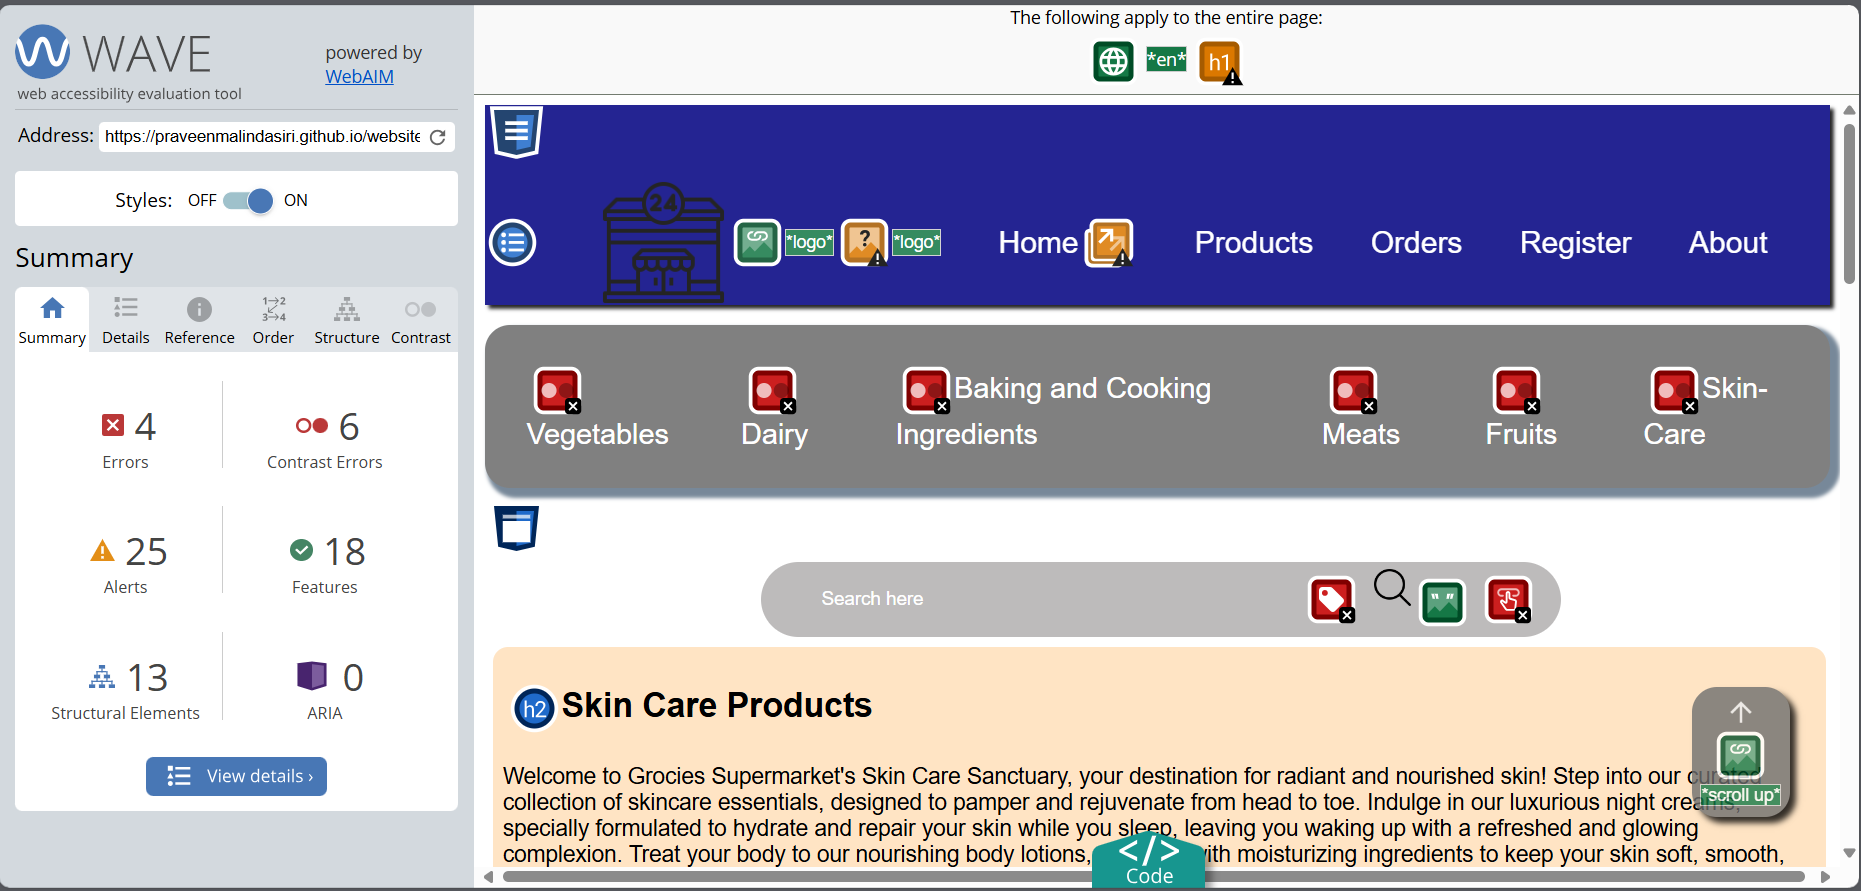 WAVE
powered by
WebAIM
web accessibility evaluation tool
Address: https://praveenmalindasiri.github.io/website
Styles: OFF ON
Summary
Summary Details Reference Order Structure Contrast
4 Errors
6 Contrast Errors
25 Alerts
18 Features
13 Structural Elements
0 ARIA
View details ›
The following apply to the entire page:
*en* h1
24 *logo* ? *logo* Home Products Orders Register About
Vegetables
Dairy
Baking and Cooking
Ingredients
Meats
Fruits
Skin-
Care
Search here
h2 Skin Care Products
Welcome to Grocies Supermarket's Skin Care Sanctuary, your destination for radiant and nourished skin! Step into our curated
collection of skincare essentials, designed to pamper and rejuvenate from head to toe. Indulge in our luxurious night creams,
specially formulated to hydrate and repair your skin while you sleep, leaving you waking up with a refreshed and glowing
complexion. Treat your body to our nourishing body lotions, with moisturizing ingredients to keep your skin soft, smooth,
*scroll up*
</> Code